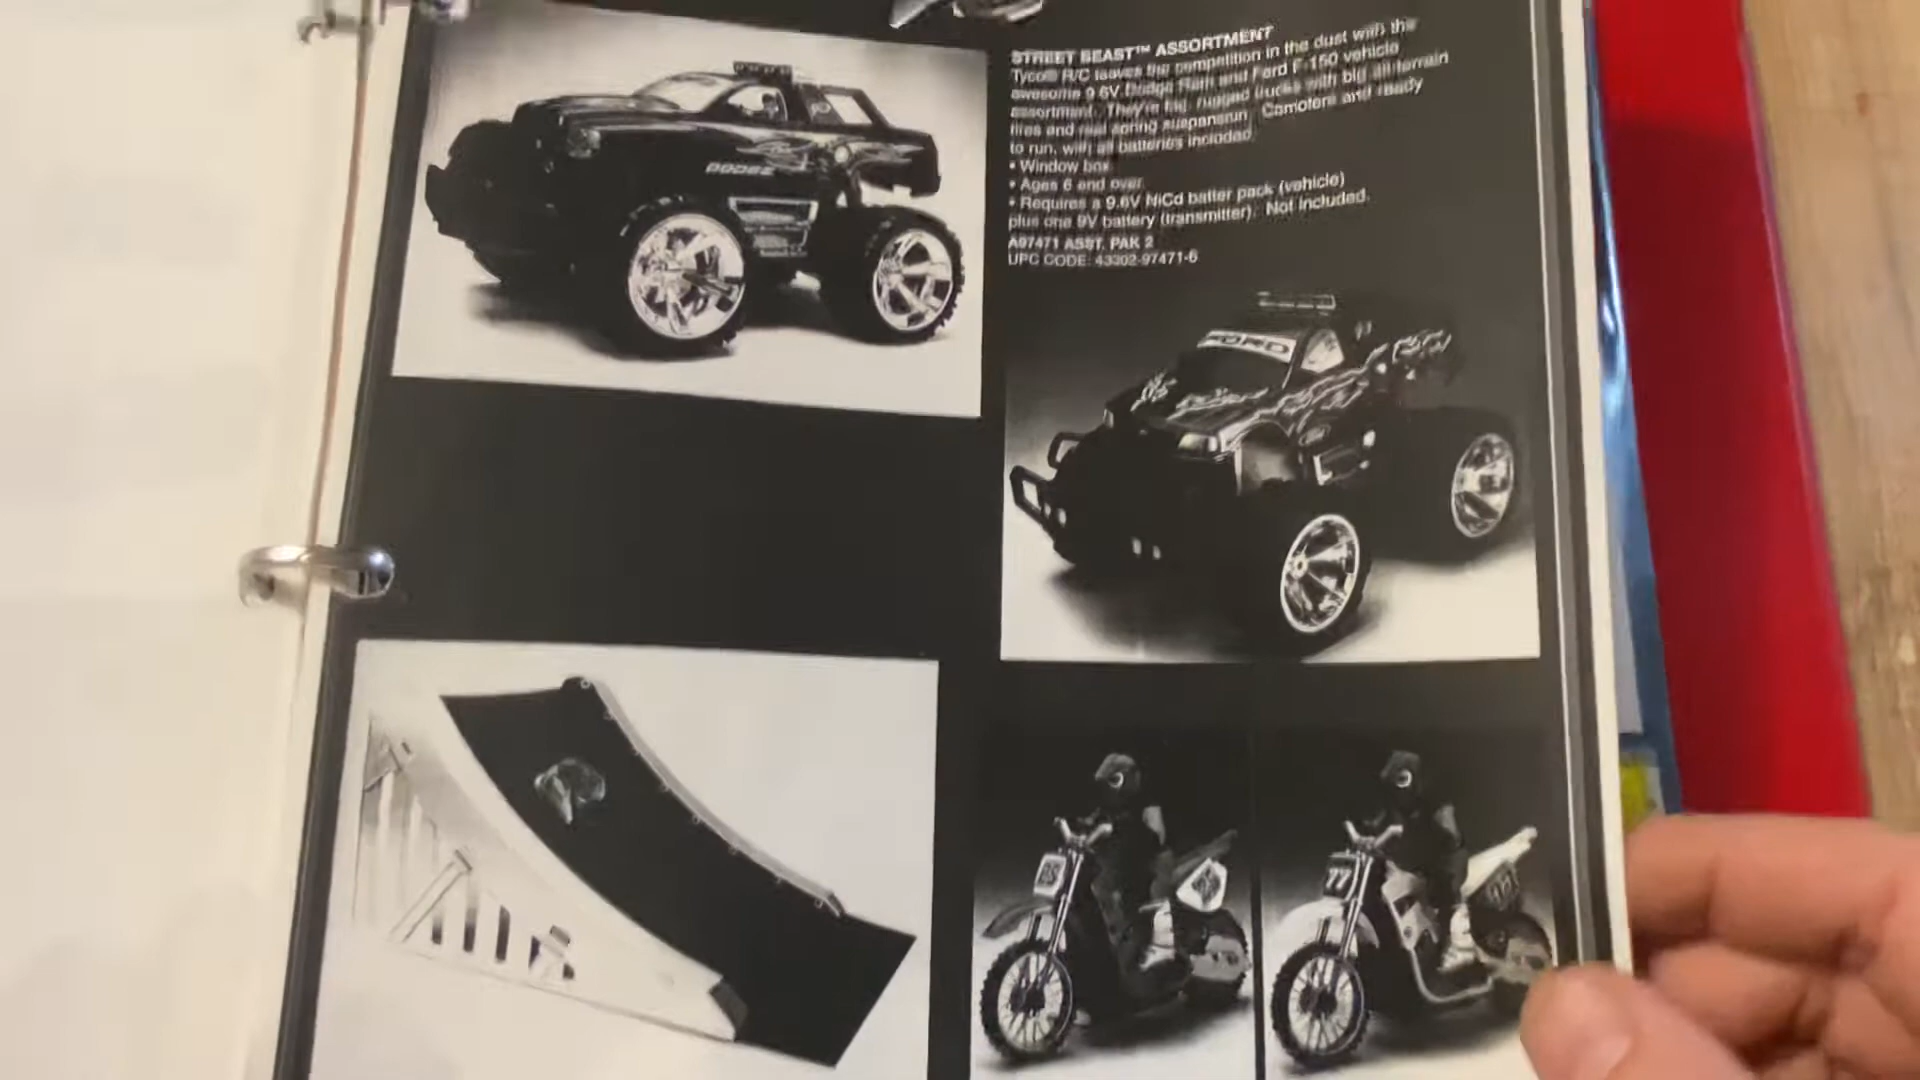 STREET BEAST™ ASSORTMENT
Tyco® R/C leaves the competition in the dust with the
awesome 9.6V Dodge Ram and Ford F-150 vehicle
assortment. They're big, rugged trucks with big all-terrain
tires and real spring suspension. Complete and ready
to run, with all batteries included.
• Window box
• Ages 6 and over
• Requires a 9.6V NiCd batter pack (vehicle)
plus one 9V battery (transmitter). Not included.
A97471 ASST. PAK 2
UPC CODE: 43302-97471-6
DODGE
FORD
77